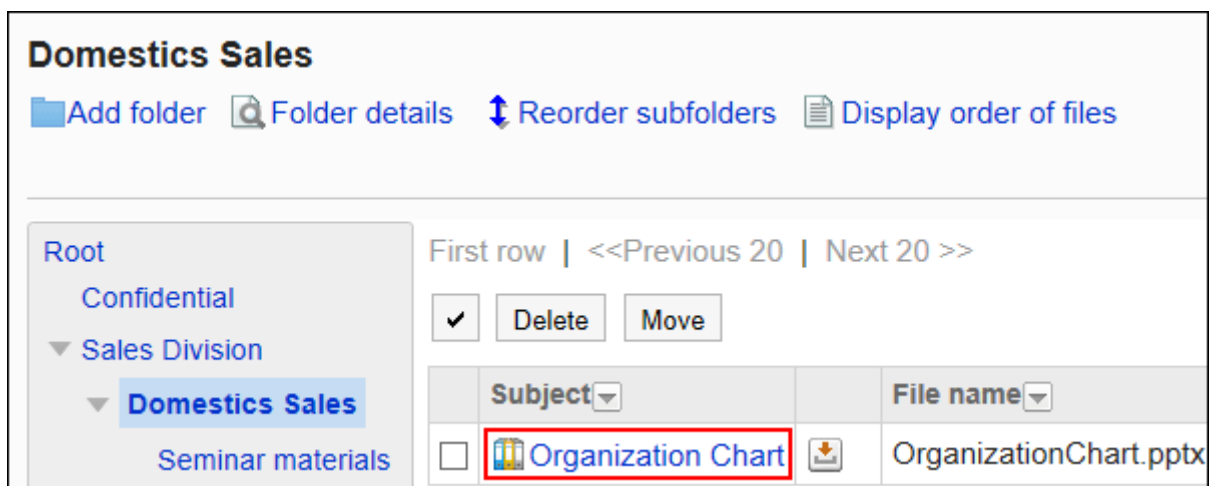 Domestics Sales
Add folder Folder details Reorder subfolders Display order of files
Root
Confidential
Sales Division
Domestics Sales
Seminar materials
First row | <<Previous 20 | Next 20 >>
Delete Move
Subject File name
Organization Chart OrganizationChart.pptx